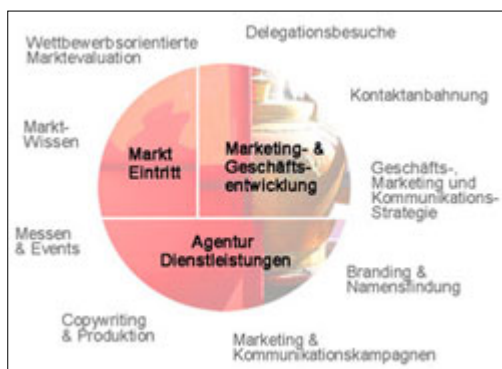 Delegationsbesuche
Wettbewerbsorientierte
Marktevaluation
Kontaktanbahnung
Markt-
Wissen
Markt
Eintritt
Marketing- &
Geschäfts-
entwicklung
Geschäfts-,
Marketing und
Kommunikations-
Strategie
Messen
& Events
Agentur
Dienstleistungen
Branding &
Namensfindung
Copywriting
& Produktion
Marketing &
Kommunikationskampagnen